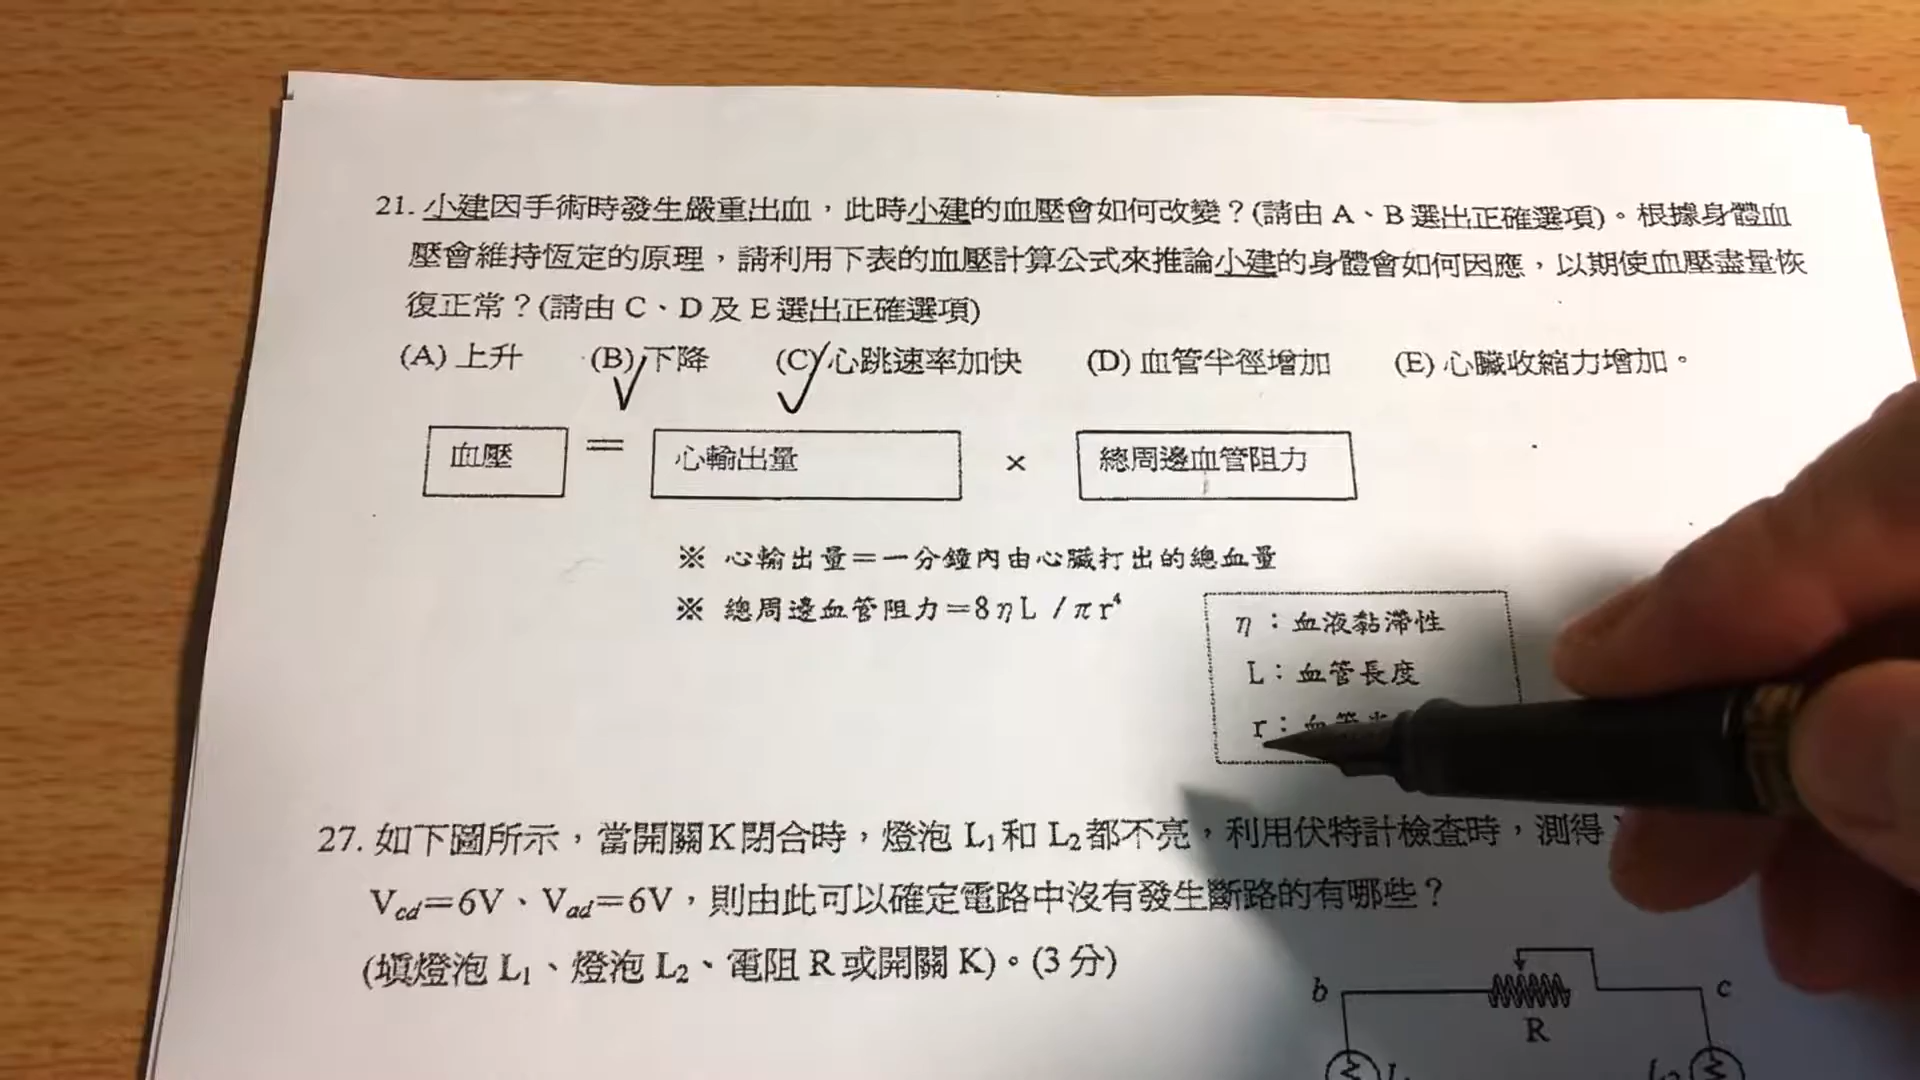 21. 小建因手術時發生嚴重出血，此時小建的血壓會如何改變？(請由 A、B 選出正確選項)。根據身體血
壓會維持恆定的原理，請利用下表的血壓計算公式來推論小建的身體會如何因應，以期使血壓盡量恢
復正常？(請由 C、D 及 E 選出正確選項)
(A) 上升 (B) 下降 (C) 心跳速率加快 (D) 血管半徑增加 (E) 心臟收縮力增加。
血壓 = 心輸出量 × 總周邊血管阻力
※ 心輸出量＝一分鐘內由心臟打出的總血量
※ 總周邊血管阻力＝8ηL／πr⁴
η：血液黏滯性
L：血管長度
r：血管
27. 如下圖所示，當開關K閉合時，燈泡 L₁和 L₂都不亮，利用伏特計檢查時，測得
Vcd＝6V、Vad＝6V，則由此可以確定電路中沒有發生斷路的有哪些？
(填燈泡 L₁、燈泡 L₂、電阻 R 或開關 K)。(3 分)
b c
R